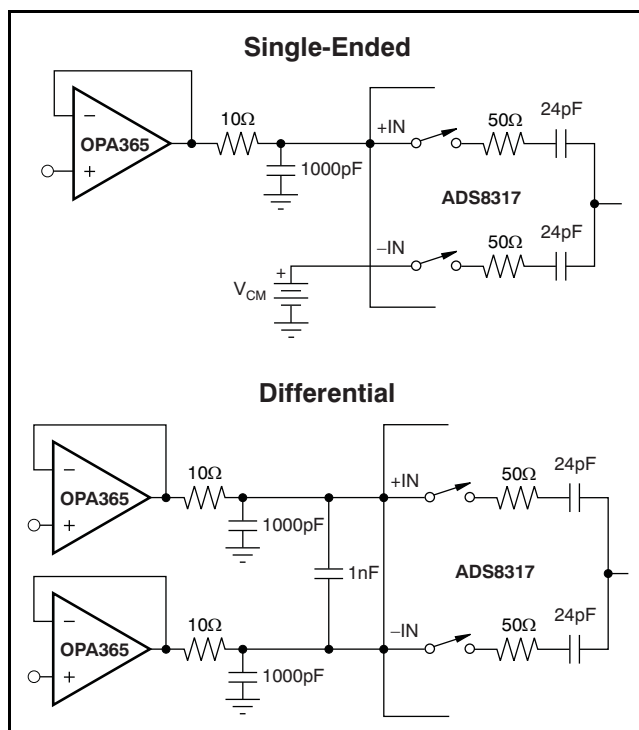 Single-Ended
−
OPA365
+
10Ω
1000pF
+IN
50Ω
24pF
ADS8317
−IN
50Ω
24pF
+
VCM
Differential
−
OPA365
+
10Ω
1000pF
1nF
+IN
50Ω
24pF
ADS8317
−
OPA365
+
10Ω
1000pF
−IN
50Ω
24pF